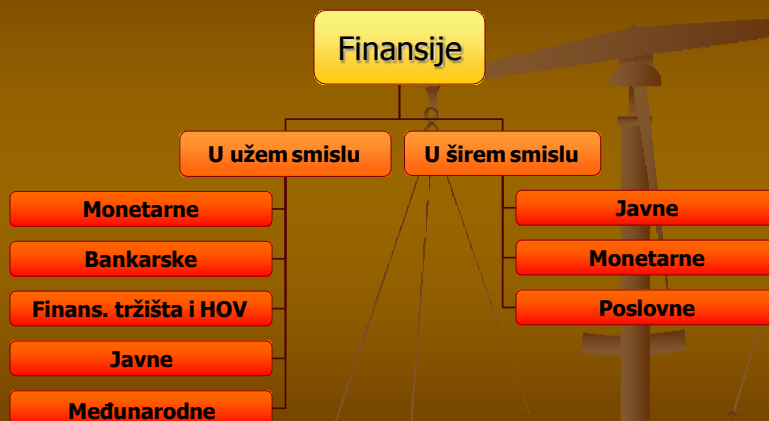 Finansije
U užem smislu
U širem smislu
Monetarne
Bankarske
Finans. tržišta i HOV
Javne
Međunarodne
Javne
Monetarne
Poslovne